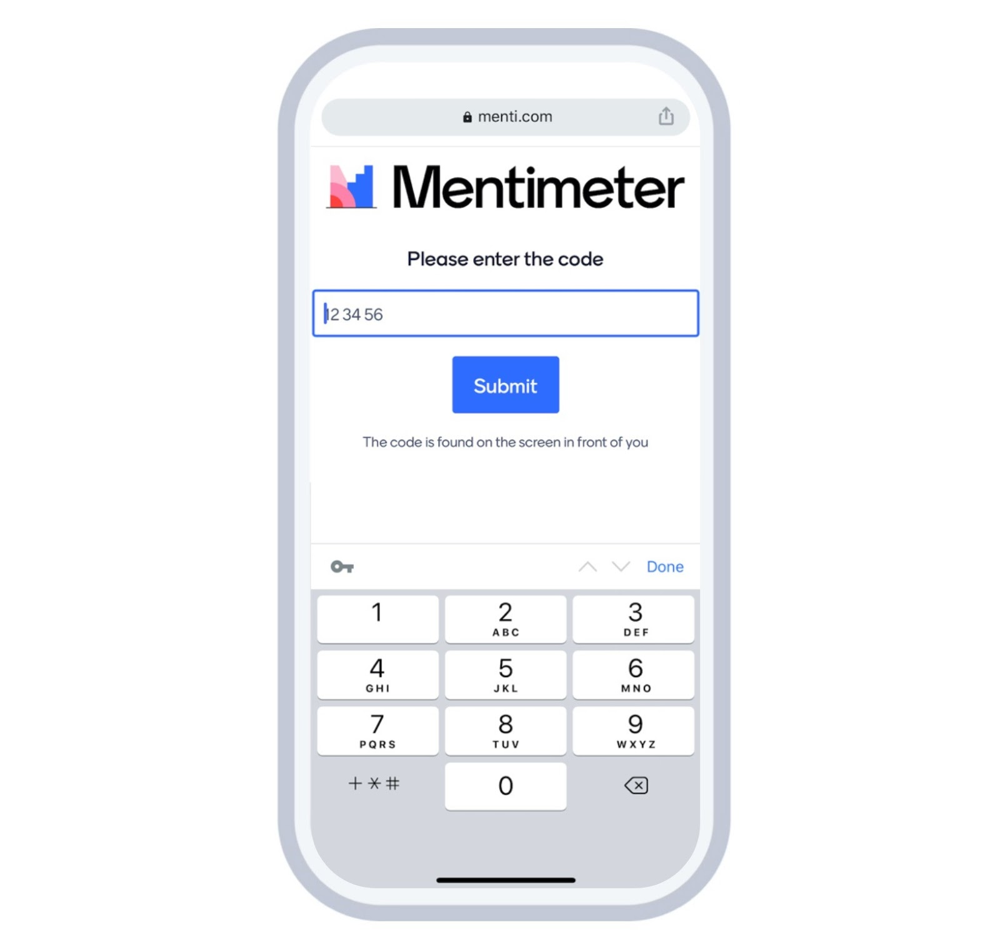 menti.com
Mentimeter
Please enter the code
12 34 56
Submit
The code is found on the screen in front of you
Done
1
2
ABC
3
DEF
4
GHI
5
JKL
6
MNO
7
PQRS
8
TUV
9
WXYZ
+*#
0